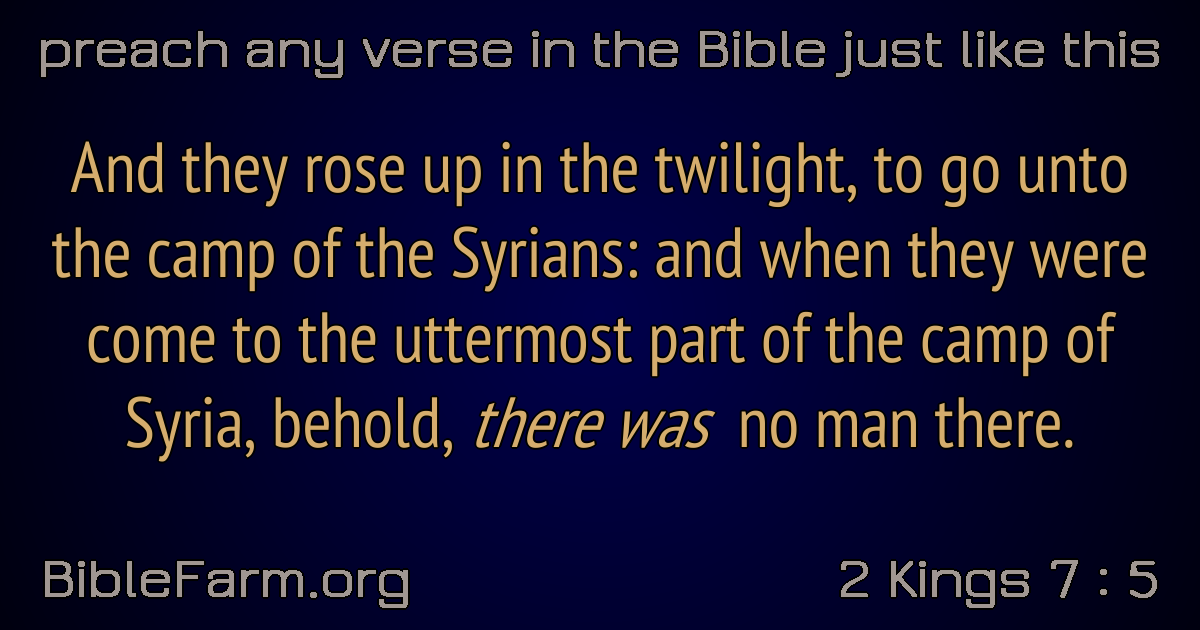 preach any verse in the Bible just like this
And they rose up in the twilight, to go unto
the camp of the Syrians: and when they were
come to the uttermost part of the camp of
Syria, behold, there was no man there.
BibleFarm.org
2 Kings 7 : 5